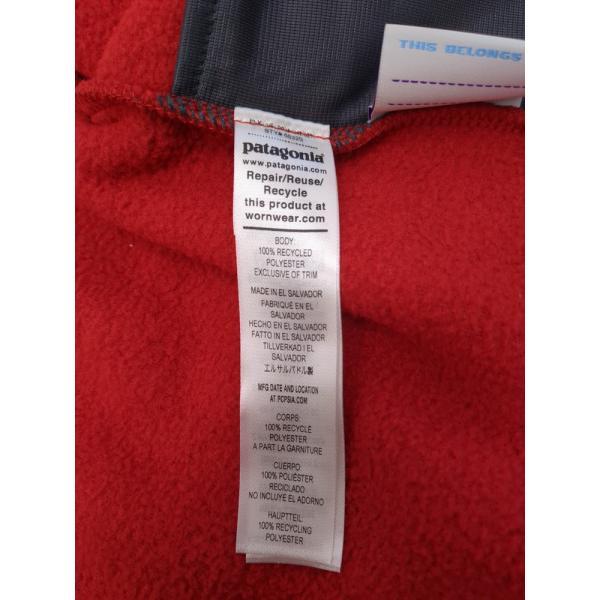 THIS BELONGS
patagonia®
www.patagonia.com
Repair/Reuse/
Recycle
this product at
wornwear.com
BODY:
100% RECYCLED
POLYESTER
EXCLUSIVE OF TRIM
MADE IN EL SALVADOR
FABRIQUÉ EN EL
SALVADOR
HECHO EN EL SALVADOR
FATTO IN EL SALVADOR
TILLVERKAD I EL
SALVADOR
エルサルバドル製
MFG DATE AND LOCATION
AT PCPSIA.COM
CORPS:
100% RECYCLÉ
POLYESTER
A PART LA GARNITURE
CUERPO
100% POLIÉSTER
RECICLADO
NO INCLUYE EL ADORNO
HAUPTTEIL:
100% RECYCLING
POLYESTER